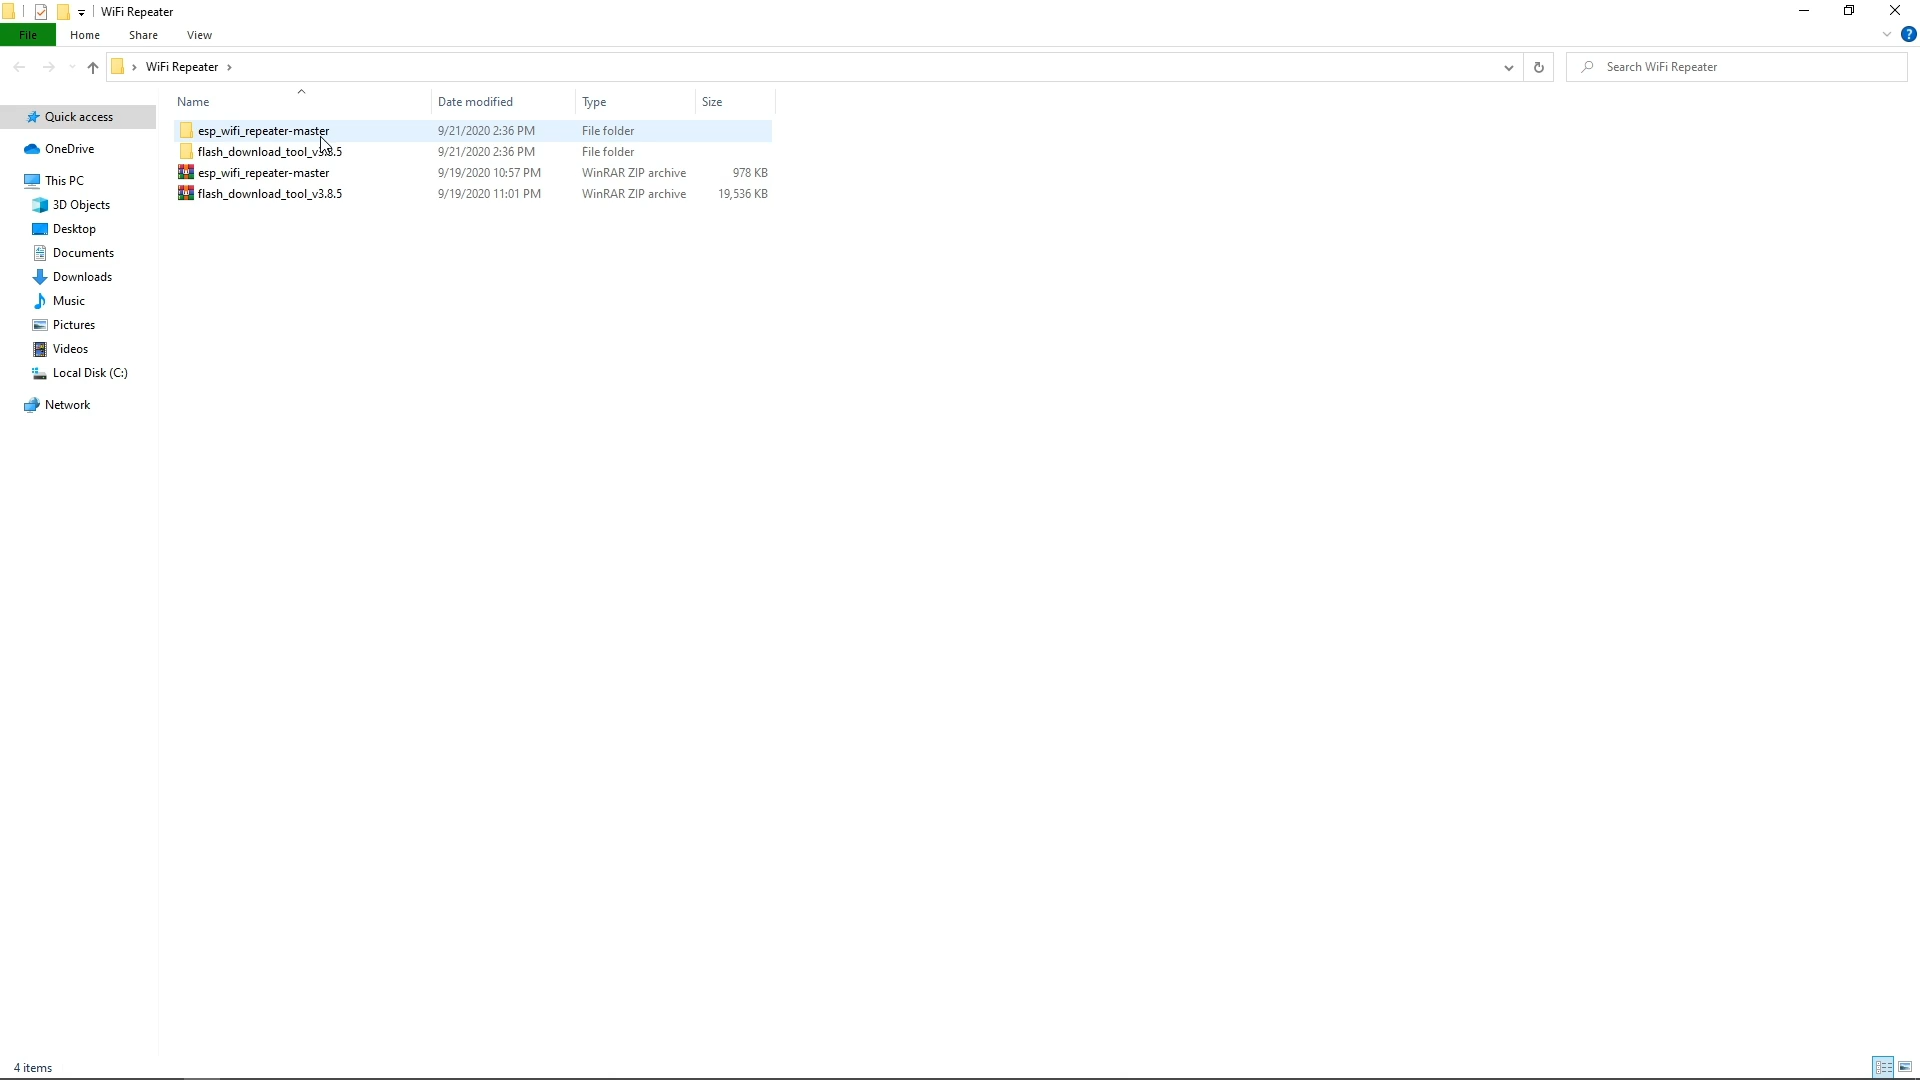 WiFi Repeater
File Home Share View ?
WiFi Repeater Search WiFi Repeater
Name Date modified Type Size
Quick access
OneDrive
This PC
3D Objects
Desktop
Documents
Downloads
Music
Pictures
Videos
Local Disk (C:)
Network
esp_wifi_repeater-master 9/21/2020 2:36 PM File folder
flash_download_tool_v3.8.5 9/21/2020 2:36 PM File folder
esp_wifi_repeater-master 9/19/2020 10:57 PM WinRAR ZIP archive 978 KB
flash_download_tool_v3.8.5 9/19/2020 11:01 PM WinRAR ZIP archive 19,536 KB
4 items